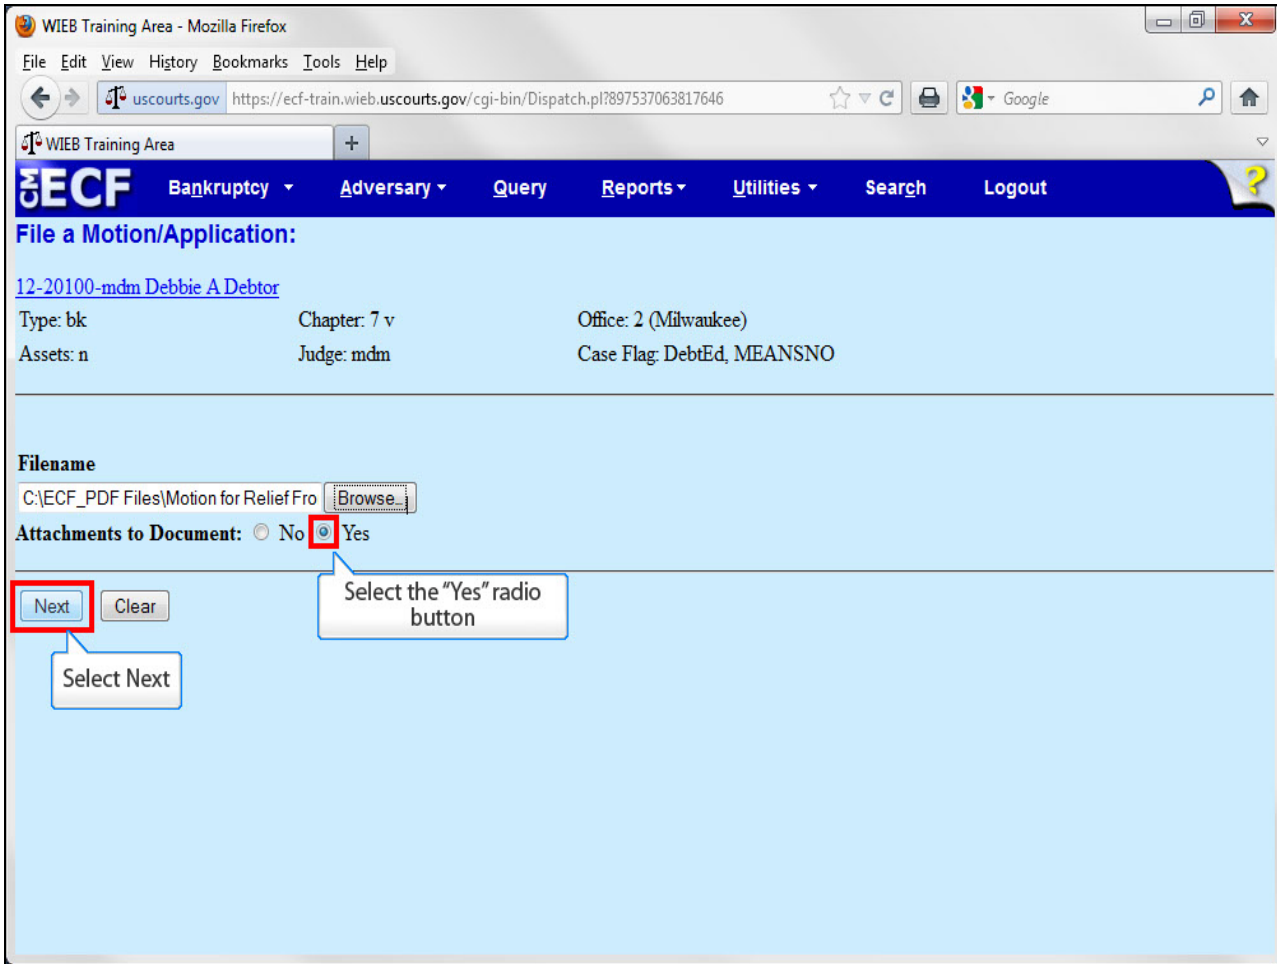 WIEB Training Area - Mozilla Firefox
File Edit View History Bookmarks Tools Help
uscourts.gov https://ecf-train.wieb.uscourts.gov/cgi-bin/Dispatch.pl?897537063817646 Google
WIEB Training Area +
CM ECF Bankruptcy Adversary Query Reports Utilities Search Logout ?
File a Motion/Application:
12-20100-mdm Debbie A Debtor
Type: bk Chapter: 7 v Office: 2 (Milwaukee)
Assets: n Judge: mdm Case Flag: DebtEd, MEANSNO
Filename
C:\ECF_PDF Files\Motion for Relief Fro Browse...
Attachments to Document: No Yes
Select the "Yes" radio
button
Next Clear
Select Next